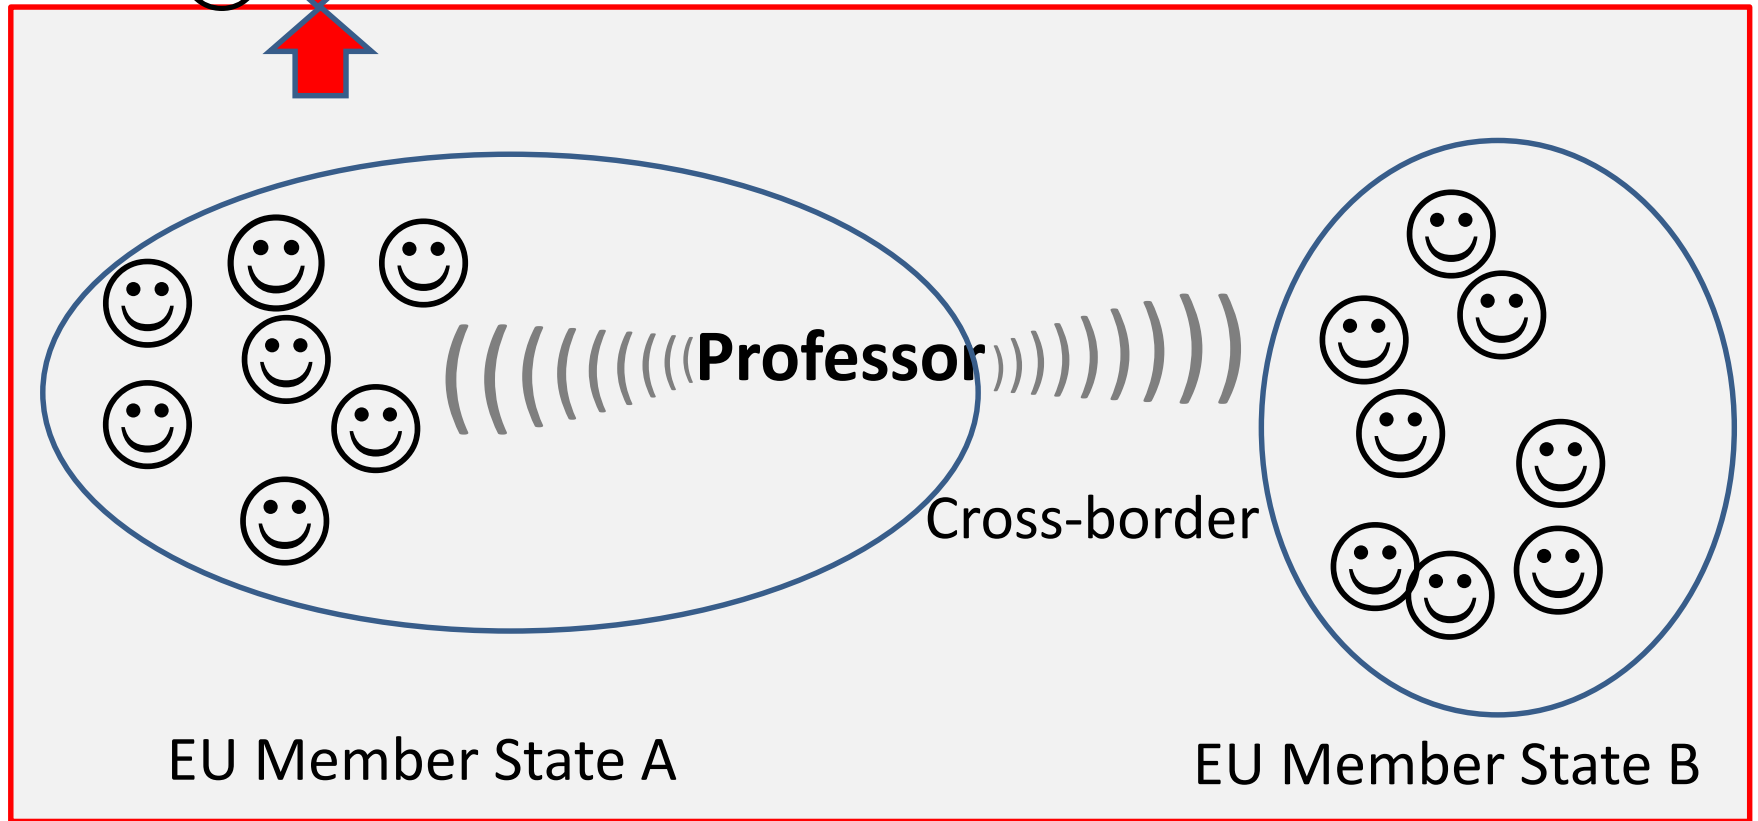 Professor
Cross-border
EU Member State A
EU Member State B